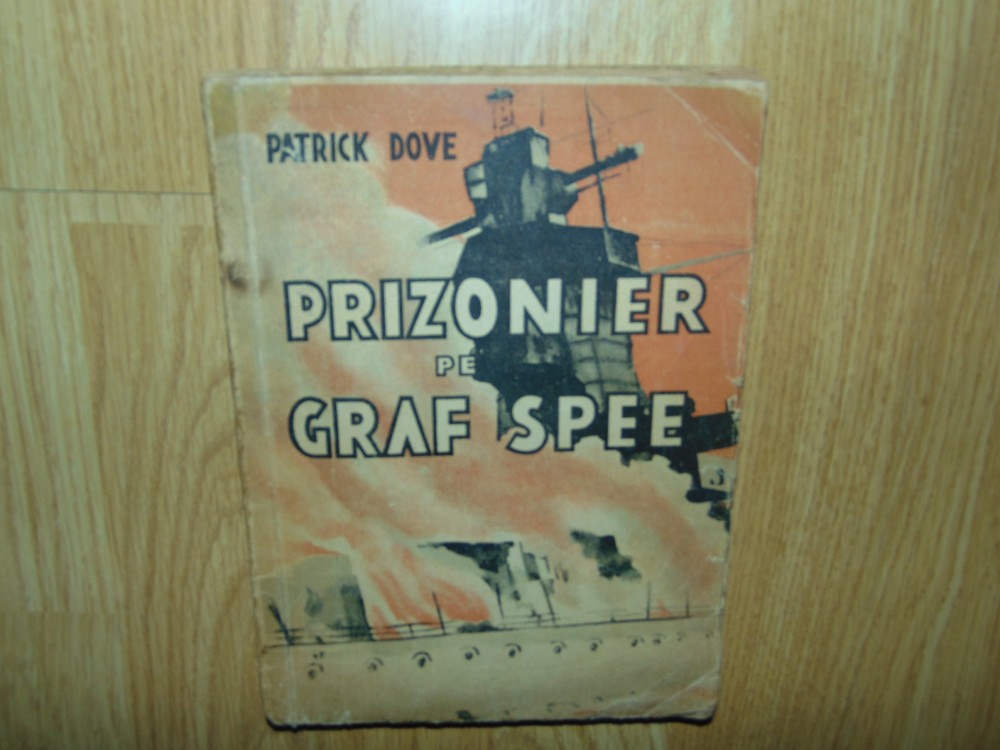 PATRICK DOVE
PRIZONIER
PE
GRAF SPEE